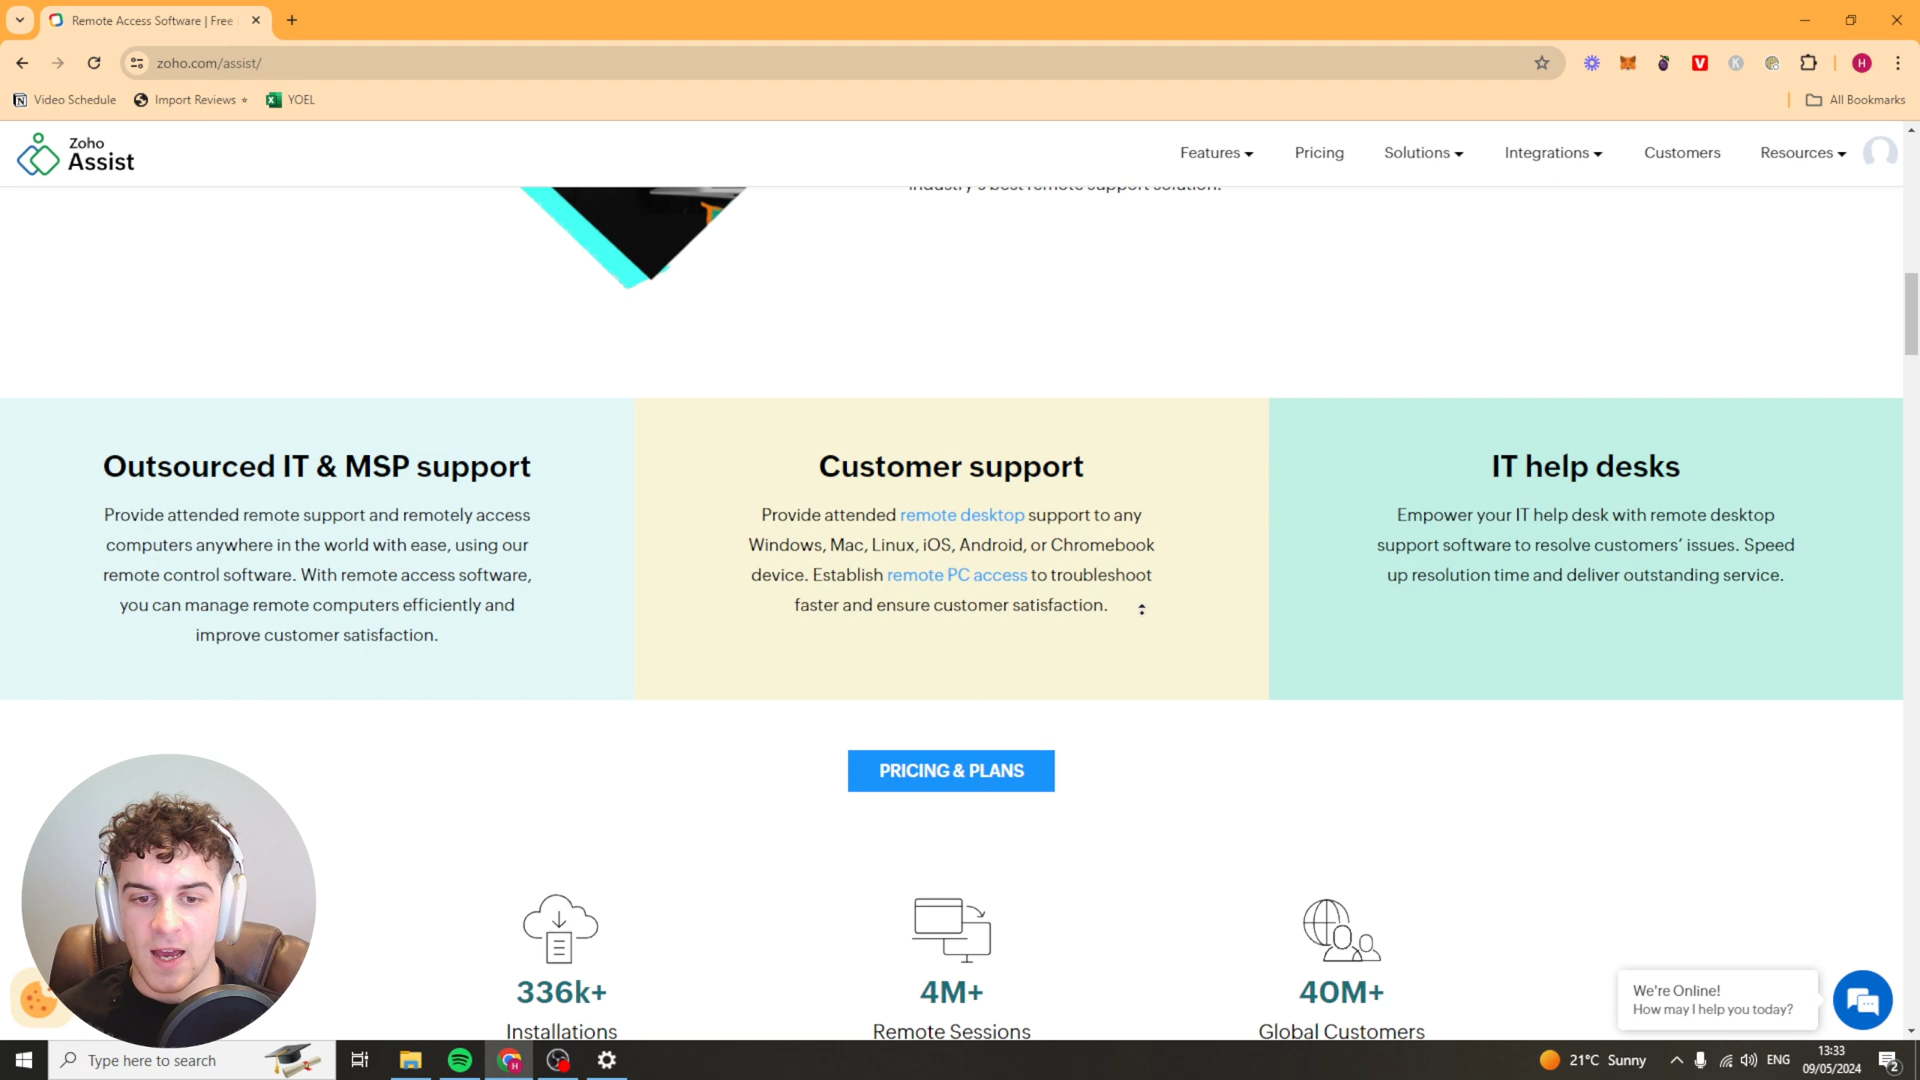 Remote Access Software | Free
zoho.com/assist/
Video Schedule
Import Reviews
YOEL
All Bookmarks
Zoho
Assist
Features
Pricing
Solutions
Integrations
Customers
Resources
industry's best remote support solution.
Outsourced IT & MSP support
Provide attended remote support and remotely access
computers anywhere in the world with ease, using our
remote control software. With remote access software,
you can manage remote computers efficiently and
improve customer satisfaction.
Customer support
Provide attended remote desktop support to any
Windows, Mac, Linux, iOS, Android, or Chromebook
device. Establish remote PC access to troubleshoot
faster and ensure customer satisfaction.
IT help desks
Empower your IT help desk with remote desktop
support software to resolve customers' issues. Speed
up resolution time and deliver outstanding service.
PRICING & PLANS
336k+
Installations
4M+
Remote Sessions
40M+
Global Customers
We're Online!
How may I help you today?
Type here to search
21°C Sunny
ENG
13:33
09/05/2024
2